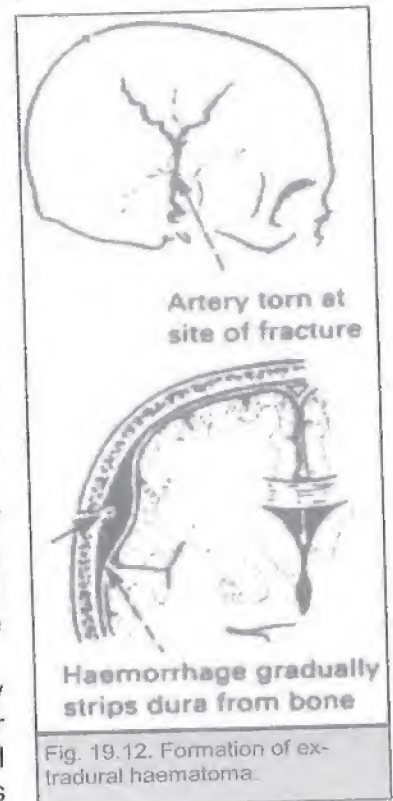 Artery torn at
site of fracture
Haemorrhage gradually
strips dura from bone
Fig. 19.12. Formation of ex-
tradural haematoma.